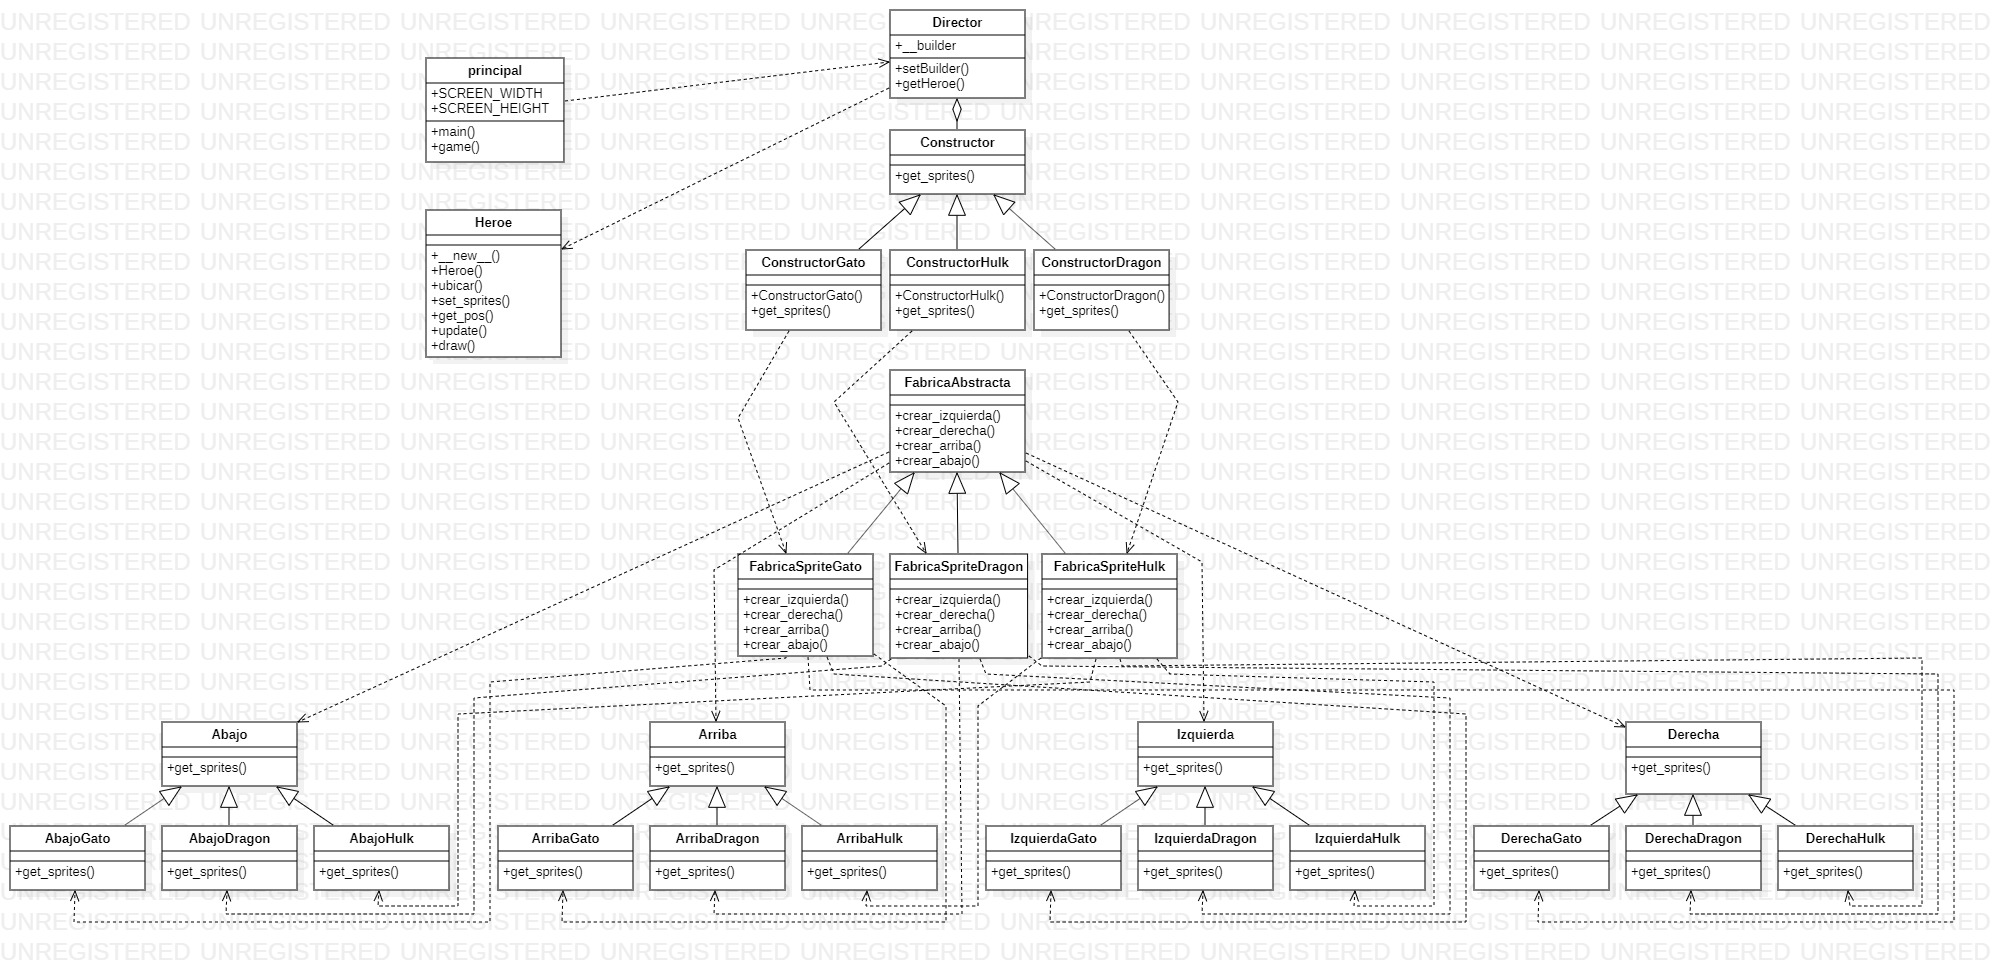 Director
+__builder
+setBuilder()
+getHeroe()
principal
+SCREEN_WIDTH
+SCREEN_HEIGHT
+main()
+game()
Constructor
+get_sprites()
Heroe
+__new__()
+Heroe()
+ubicar()
+set_sprites()
+get_pos()
+update()
+draw()
ConstructorGato
+ConstructorGato()
+get_sprites()
ConstructorHulk
+ConstructorHulk()
+get_sprites()
ConstructorDragon
+ConstructorDragon()
+get_sprites()
FabricaAbstracta
+crear_izquierda()
+crear_derecha()
+crear_arriba()
+crear_abajo()
FabricaSpriteGato
+crear_izquierda()
+crear_derecha()
+crear_arriba()
+crear_abajo()
FabricaSpriteDragon
+crear_izquierda()
+crear_derecha()
+crear_arriba()
+crear_abajo()
FabricaSpriteHulk
+crear_izquierda()
+crear_derecha()
+crear_arriba()
+crear_abajo()
Abajo
+get_sprites()
Arriba
+get_sprites()
Izquierda
+get_sprites()
Derecha
+get_sprites()
AbajoGato
+get_sprites()
AbajoDragon
+get_sprites()
AbajoHulk
+get_sprites()
ArribaGato
+get_sprites()
ArribaDragon
+get_sprites()
ArribaHulk
+get_sprites()
IzquierdaGato
+get_sprites()
IzquierdaDragon
+get_sprites()
IzquierdaHulk
+get_sprites()
DerechaGato
+get_sprites()
DerechaDragon
+get_sprites()
DerechaHulk
+get_sprites()
UNREGISTERED